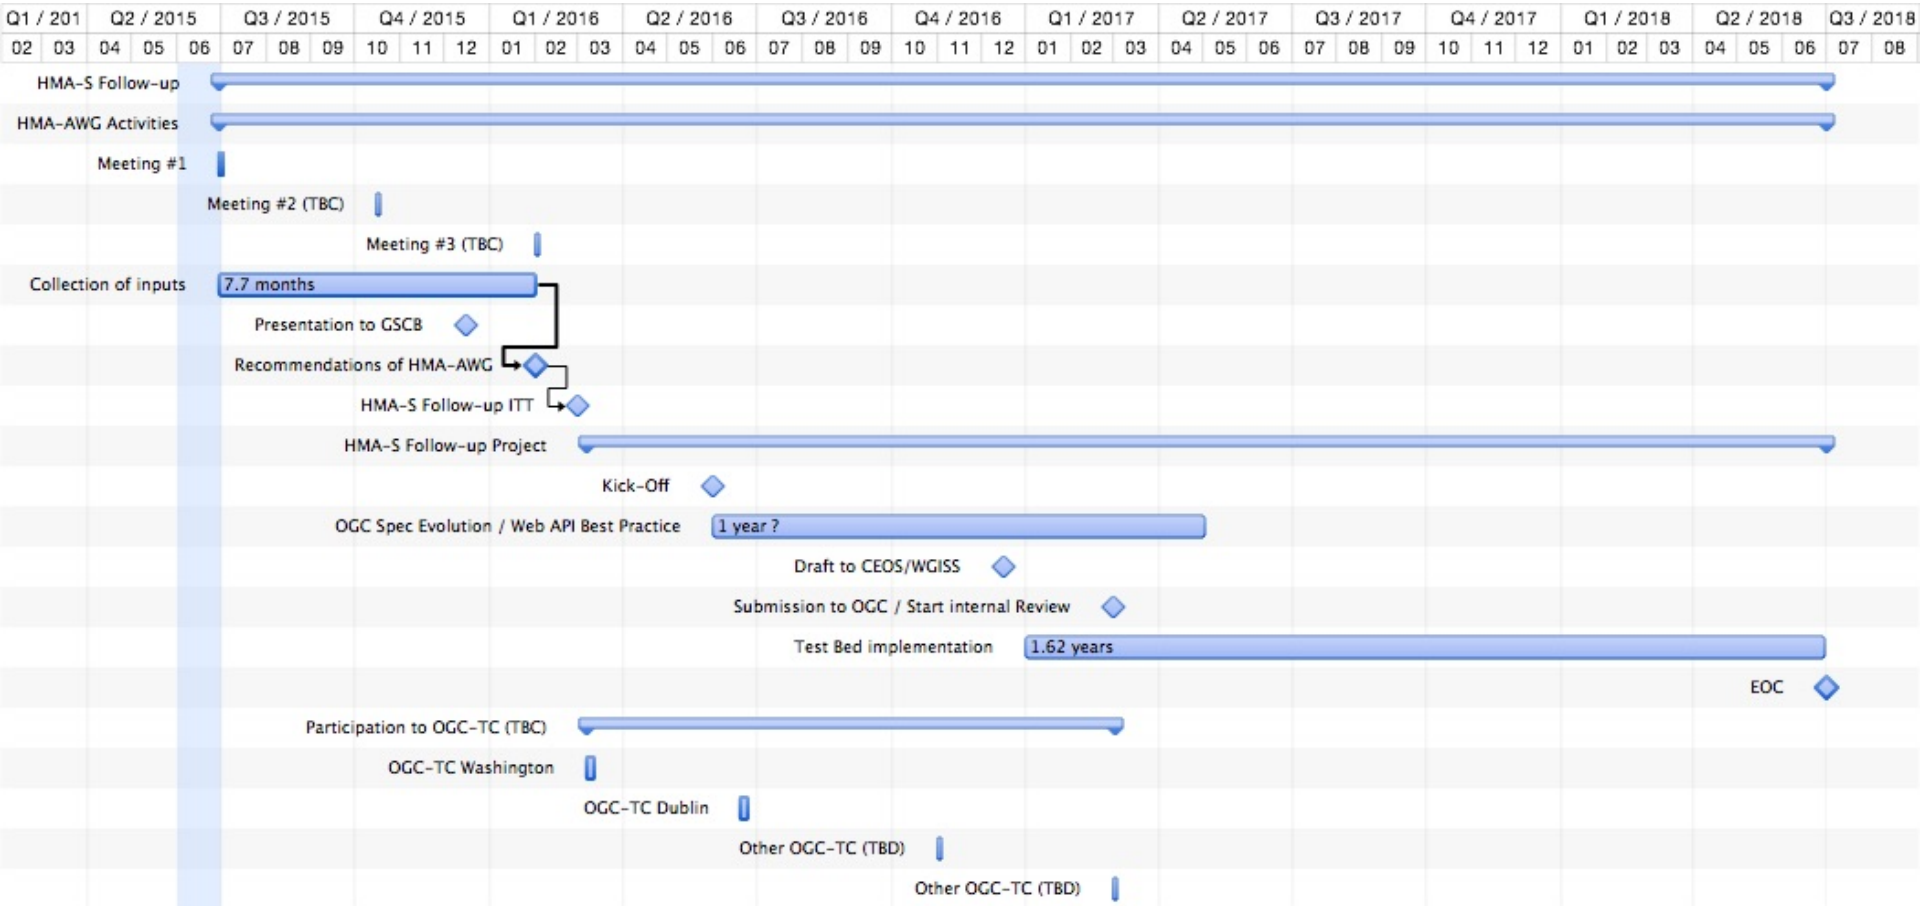 Q1 / 201 Q2 / 2015 Q3 / 2015 Q4 / 2015 Q1 / 2016 Q2 / 2016 Q3 / 2016 Q4 / 2016 Q1 / 2017 Q2 / 2017 Q3 / 2017 Q4 / 2017 Q1 / 2018 Q2 / 2018 Q3 / 2018
02 03 04 05 06 07 08 09 10 11 12 01 02 03 04 05 06 07 08 09 10 11 12 01 02 03 04 05 06 07 08 09 10 11 12 01 02 03 04 05 06 07 08
HMA-S Follow-up
HMA-AWG Activities
Meeting #1
Meeting #2 (TBC)
Meeting #3 (TBC)
Collection of inputs 7.7 months
Presentation to GSCB
Recommendations of HMA-AWG
HMA-S Follow-up ITT
HMA-S Follow-up Project
Kick-Off
OGC Spec Evolution / Web API Best Practice 1 year ?
Draft to CEOS/WGISS
Submission to OGC / Start internal Review
Test Bed implementation 1.62 years
EOC
Participation to OGC-TC (TBC)
OGC-TC Washington
OGC-TC Dublin
Other OGC-TC (TBD)
Other OGC-TC (TBD)